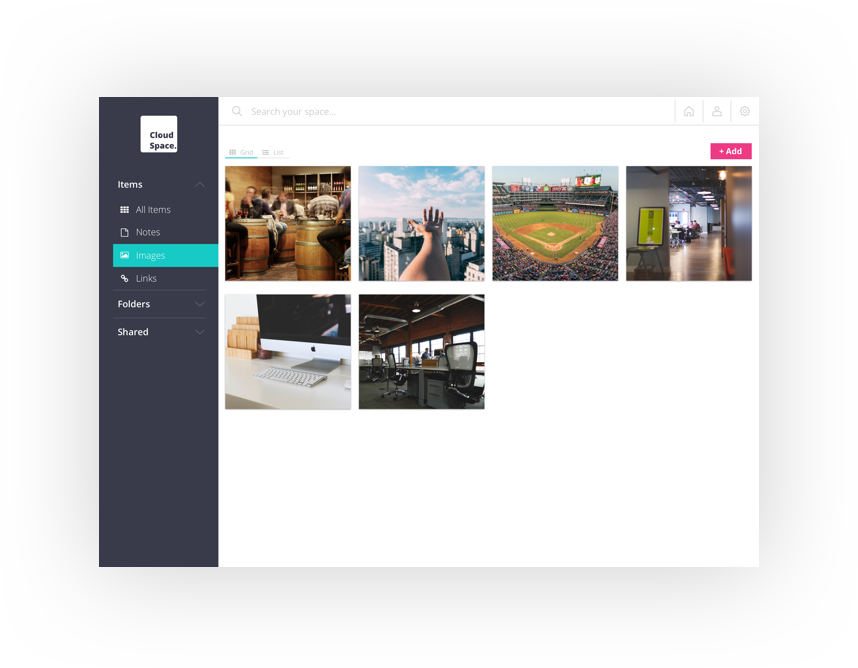 Cloud
Space.
Search your space...
Items
All Items
Notes
Images
Links
Folders
Shared
Grid
List
+ Add